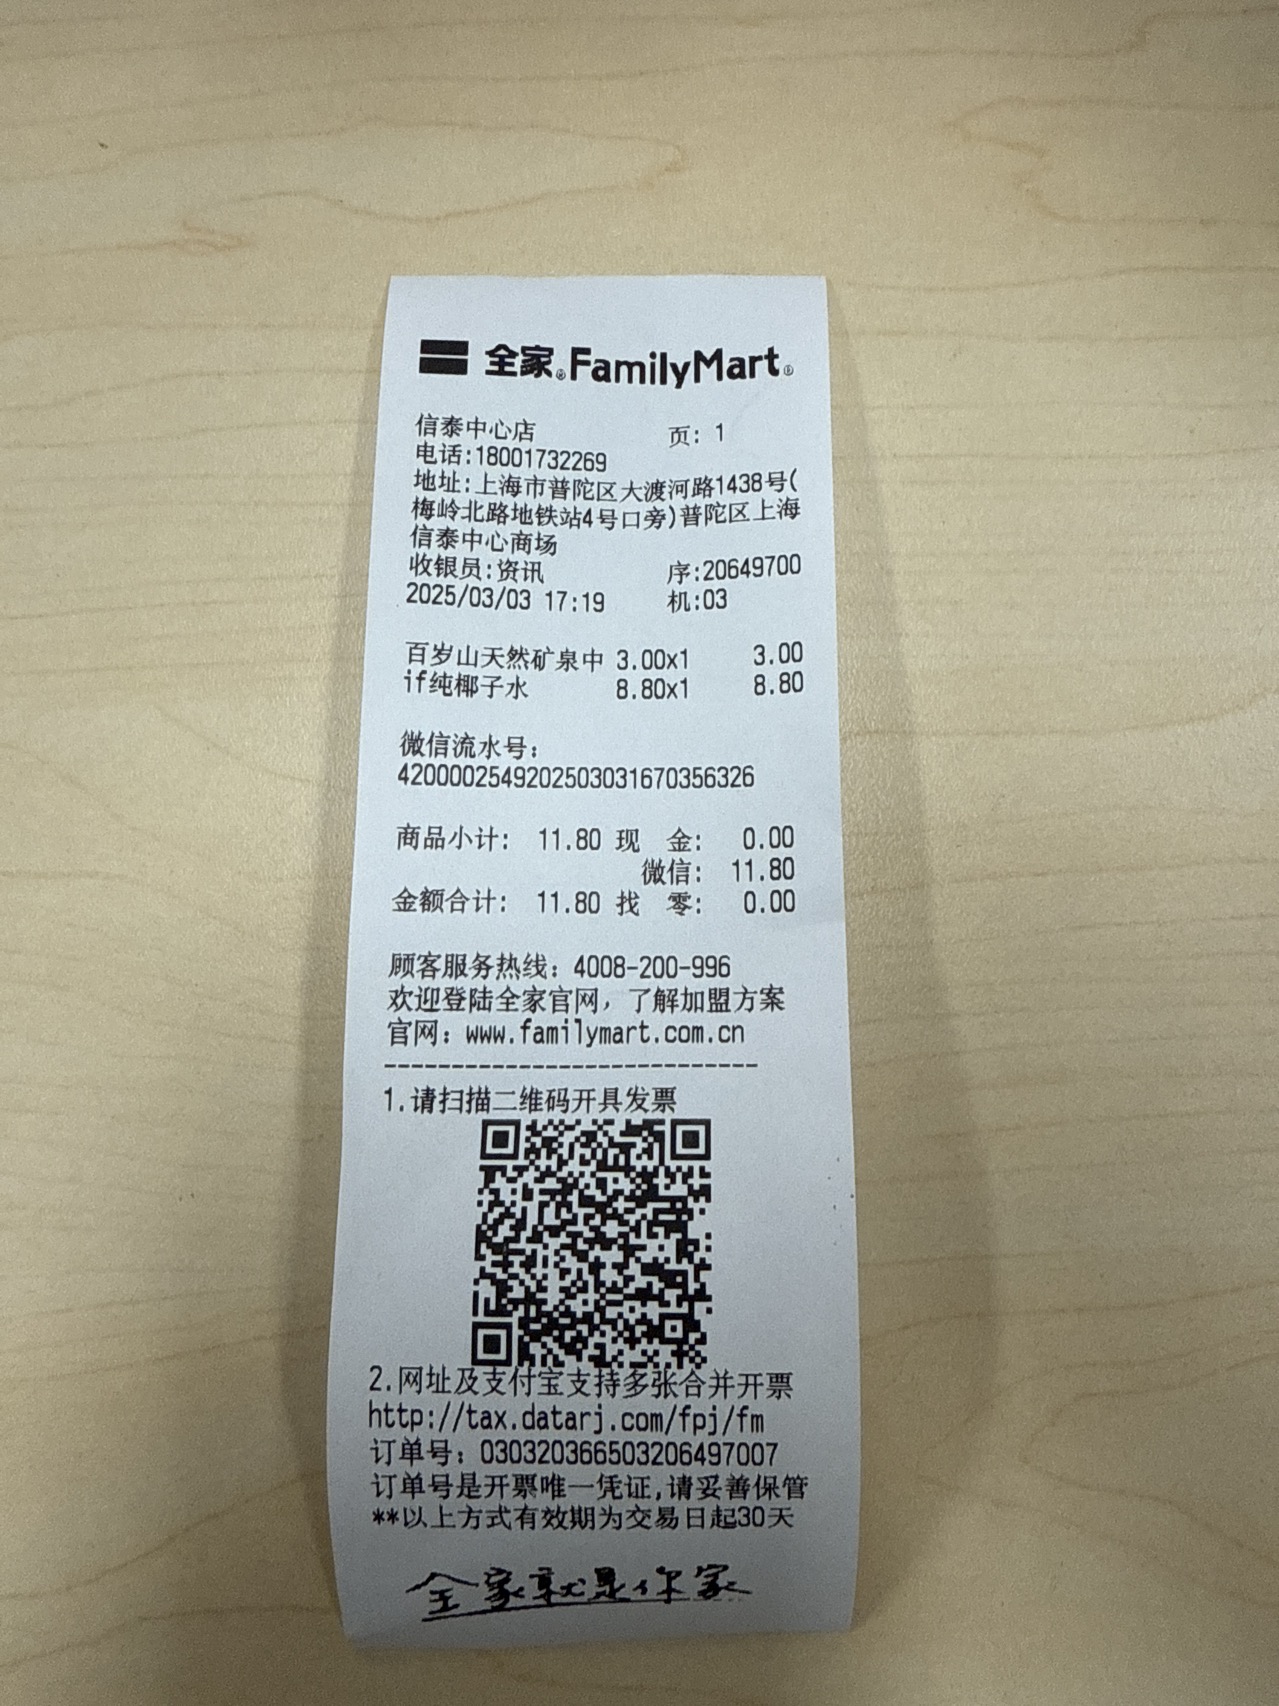 全家®FamilyMart®
信泰中心店 页: 1
电话:18001732269
地址:上海市普陀区大渡河路1438号(
梅岭北路地铁站4号口旁)普陀区上海
信泰中心商场
收银员:资讯 序:20649700
2025/03/03 17:19 机:03
百岁山天然矿泉中 3.00x1 3.00
if纯椰子水 8.80x1 8.80
微信流水号:
4200002549202503031670356326
商品小计: 11.80 现 金: 0.00
微信: 11.80
金额合计: 11.80 找 零: 0.00
顾客服务热线: 4008-200-996
欢迎登陆全家官网，了解加盟方案
官网: www.familymart.com.cn
----------------------------
1.请扫描二维码开具发票
2.网址及支付宝支持多张合并开票
http://tax.datarj.com/fpj/fm
订单号: 030320366503206497007
订单号是开票唯一凭证,请妥善保管
**以上方式有效期为交易日起30天
全家就是你家